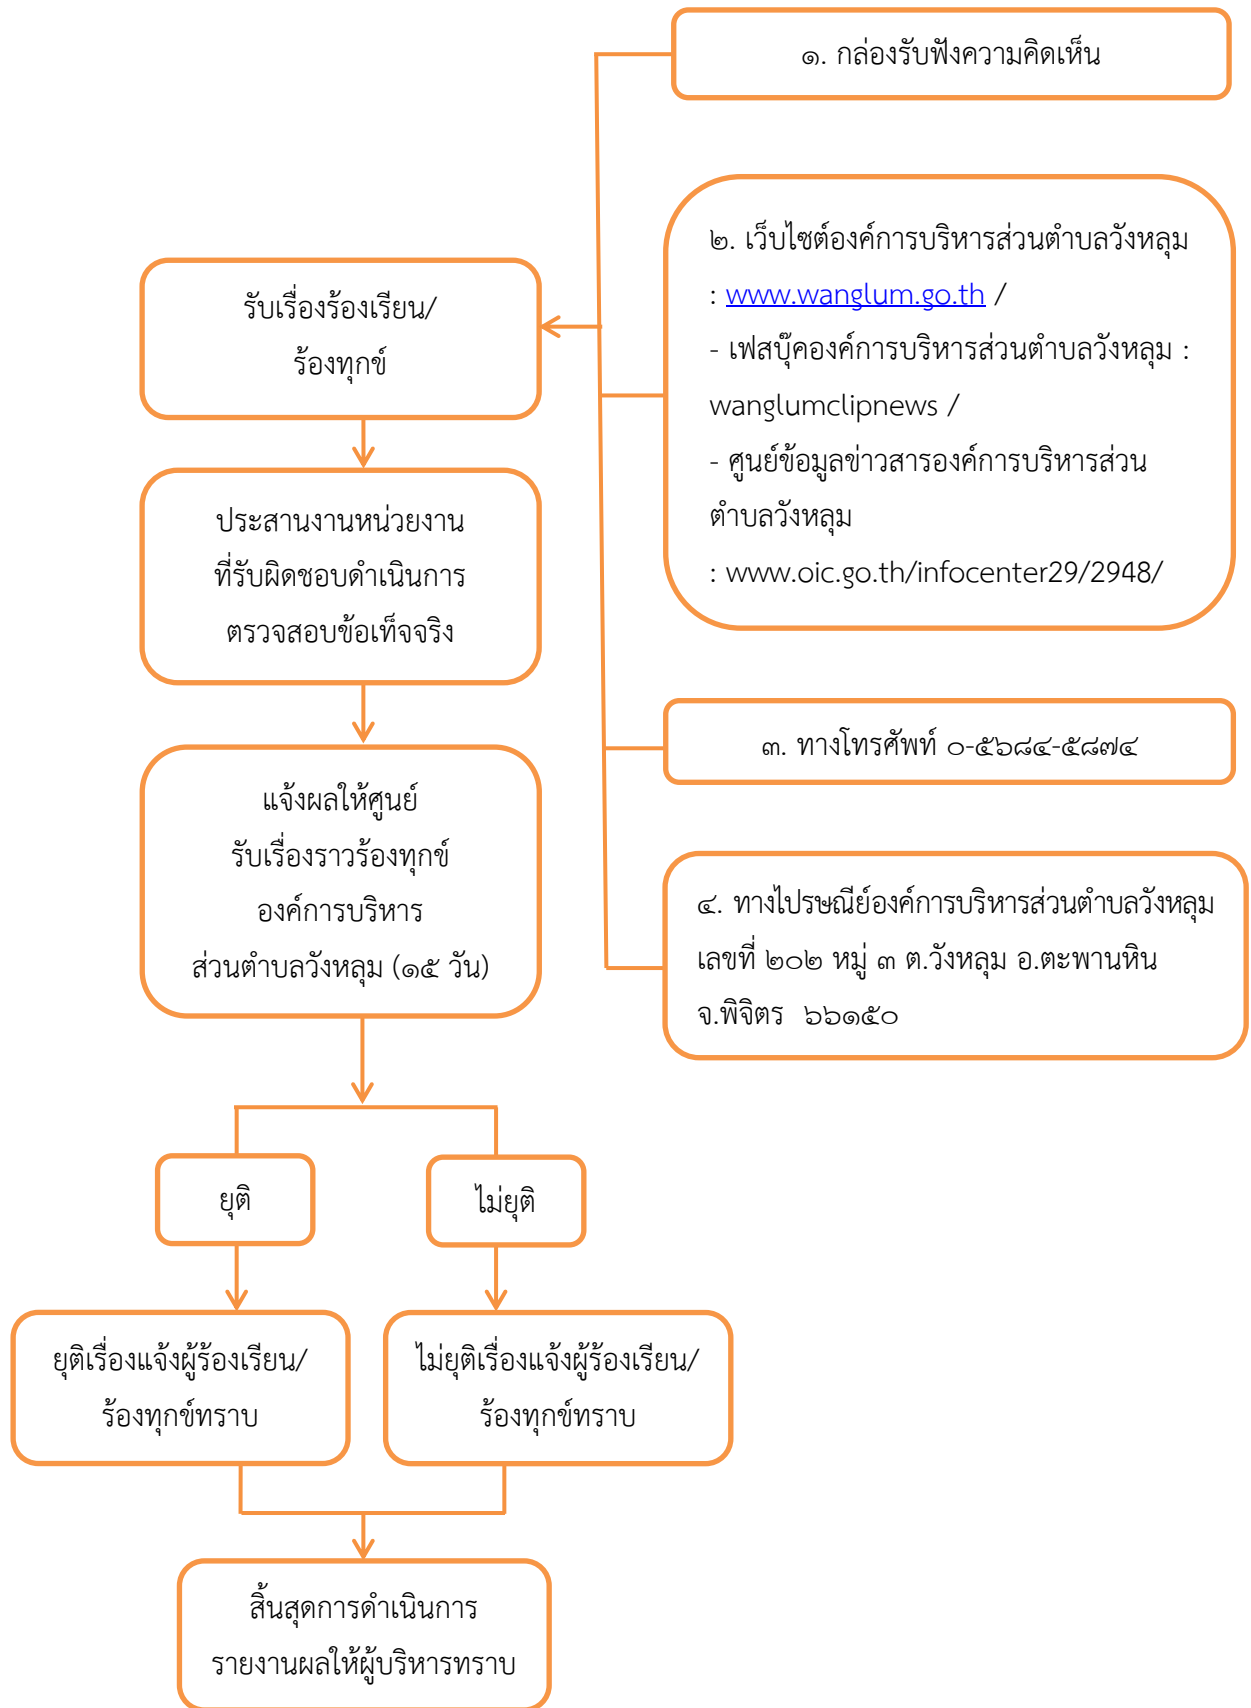 ๑. กล่องรับฟังความคิดเห็น
๒. เว็บไซต์องค์การบริหารส่วนตำบลวังหลุม
: www.wanglum.go.th /
- เฟสบุ๊คองค์การบริหารส่วนตำบลวังหลุม :
wanglumclipnews /
- ศูนย์ข้อมูลข่าวสารองค์การบริหารส่วน
ตำบลวังหลุม
: www.oic.go.th/infocenter29/2948/
๓. ทางโทรศัพท์ ๐-๕๖๘๔-๕๘๗๔
๔. ทางไปรษณีย์องค์การบริหารส่วนตำบลวังหลุม
เลขที่ ๒๐๒ หมู่ ๓ ต.วังหลุม อ.ตะพานหิน
จ.พิจิตร ๖๖๑๕๐
รับเรื่องร้องเรียน/
ร้องทุกข์
ประสานงานหน่วยงาน
ที่รับผิดชอบดำเนินการ
ตรวจสอบข้อเท็จจริง
แจ้งผลให้ศูนย์
รับเรื่องราวร้องทุกข์
องค์การบริหาร
ส่วนตำบลวังหลุม (๑๕ วัน)
ยุติ
ไม่ยุติ
ยุติเรื่องแจ้งผู้ร้องเรียน/
ร้องทุกข์ทราบ
ไม่ยุติเรื่องแจ้งผู้ร้องเรียน/
ร้องทุกข์ทราบ
สิ้นสุดการดำเนินการ
รายงานผลให้ผู้บริหารทราบ